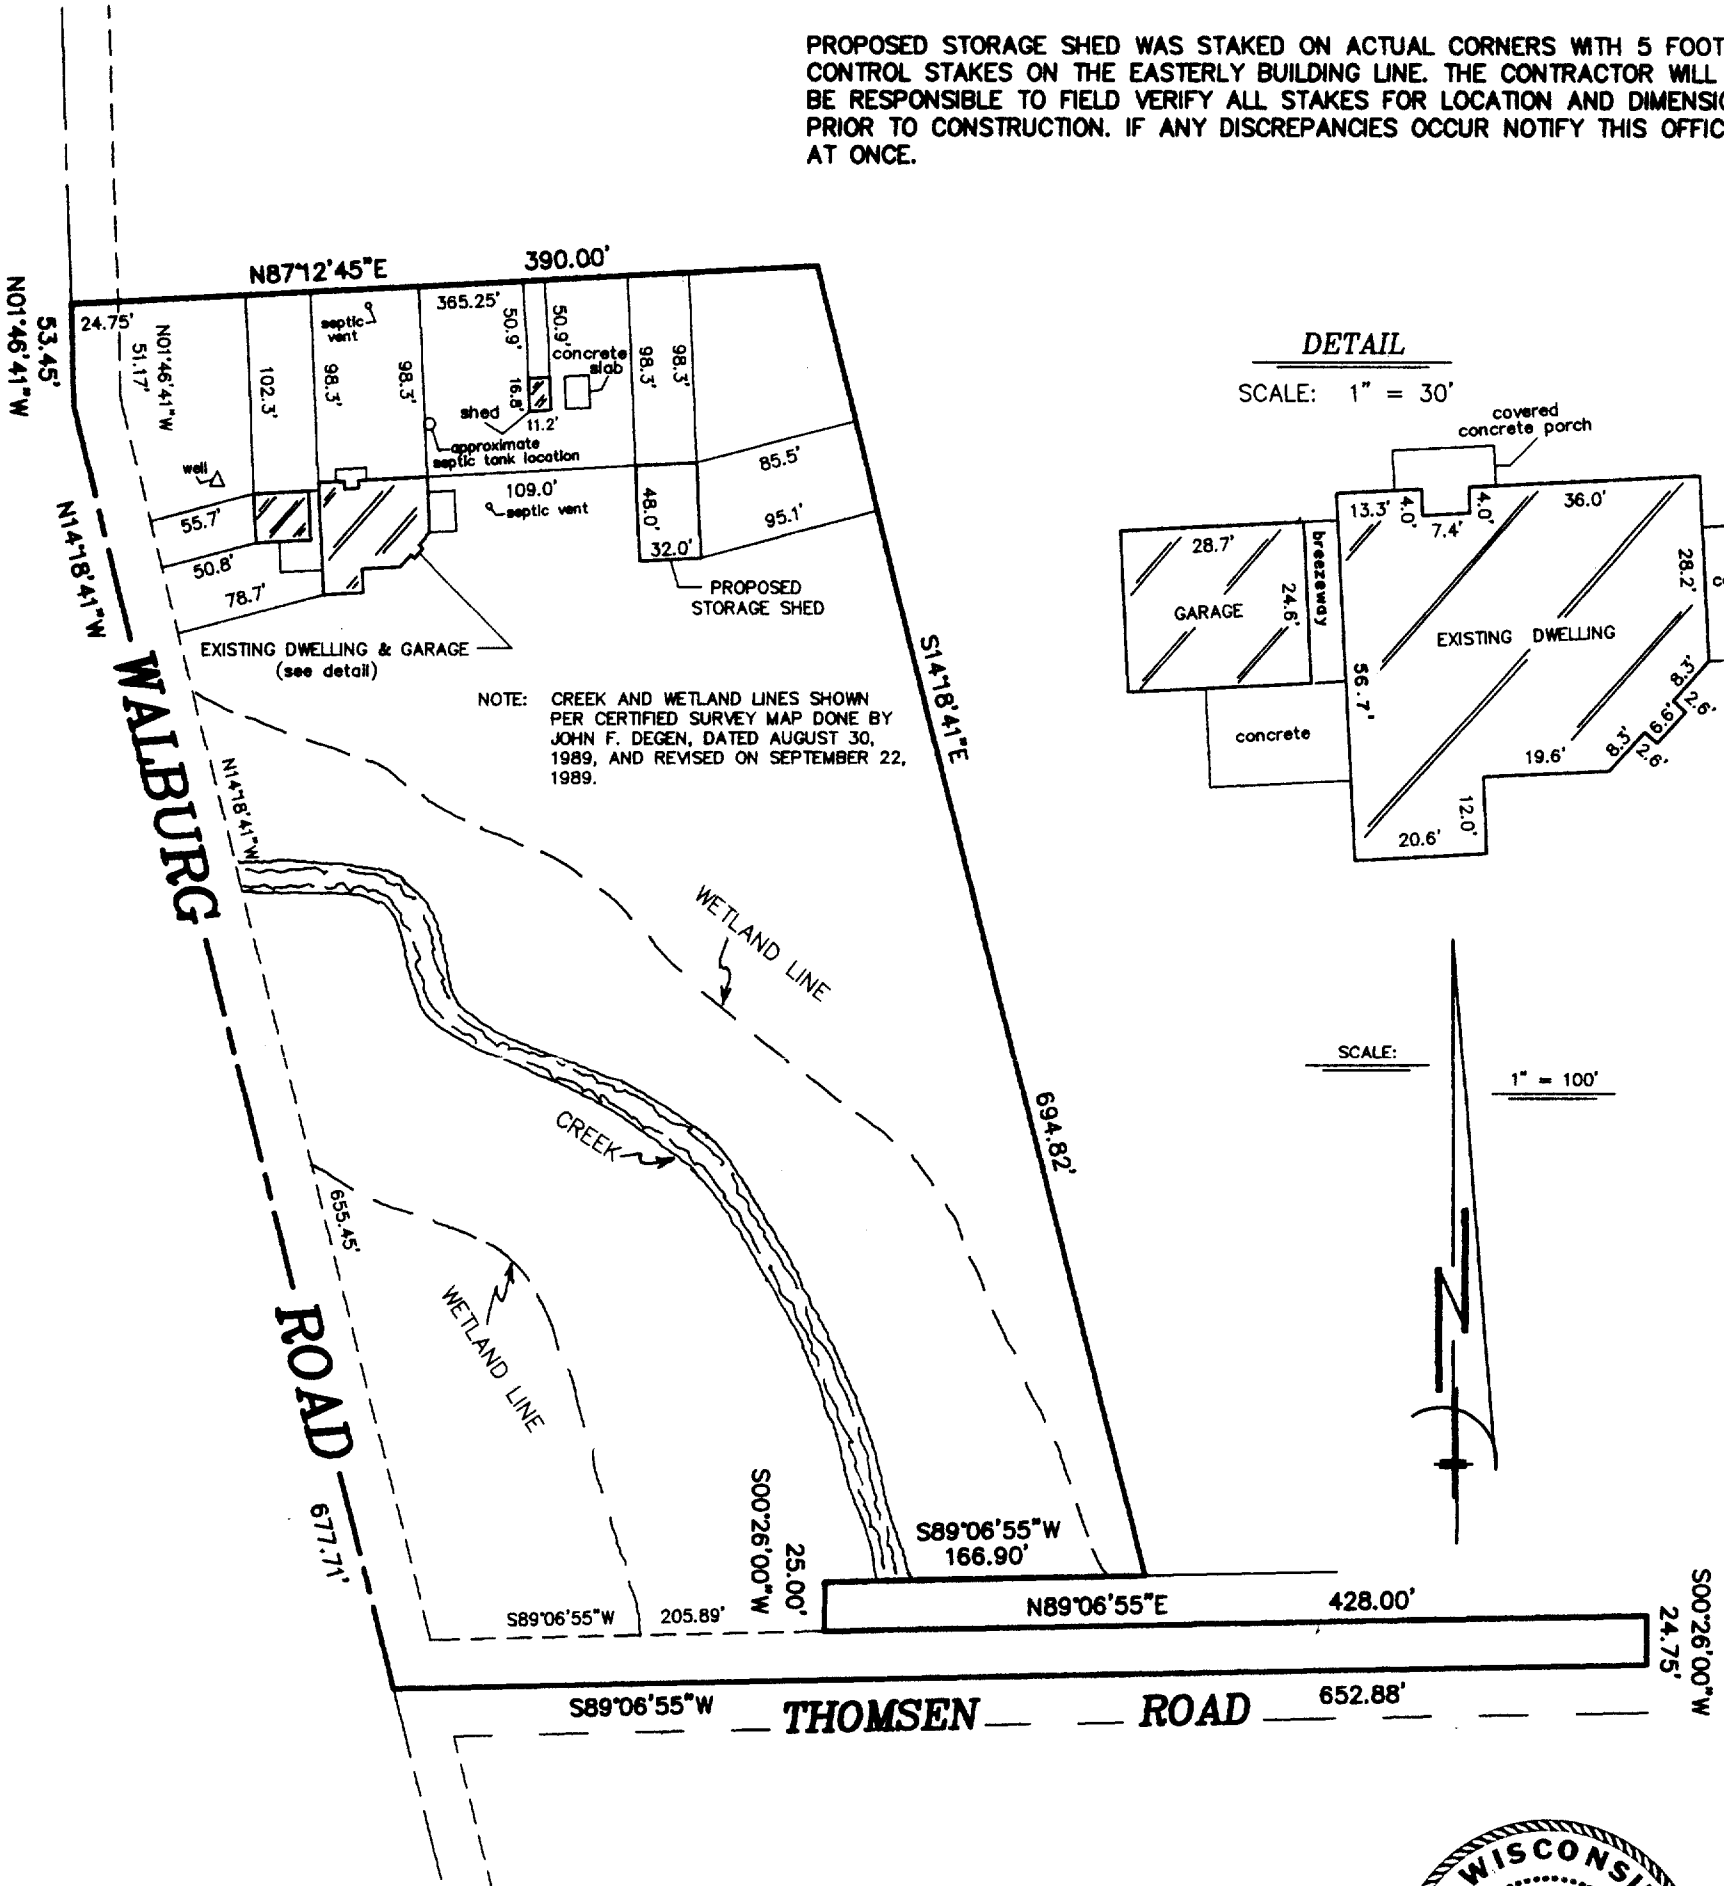 PROPOSED STORAGE SHED WAS STAKED ON ACTUAL CORNERS WITH 5 FOOT
CONTROL STAKES ON THE EASTERLY BUILDING LINE. THE CONTRACTOR WILL
BE RESPONSIBLE TO FIELD VERIFY ALL STAKES FOR LOCATION AND
PRIOR TO CONSTRUCTION. IF ANY DISCREPANCIES OCCUR NOTIFY THIS
AT ONCE.
N87°12'45"E
390.00'
N01°46'41"W
53.45'
24.75'
N01°46'41"W
51.17'
102.3'
septic
vent
98.3'
98.3'
365.25'
50.9'
50.9'
concrete
slab
98.3'
98.3'
16.8'
shed
11.2'
approximate
septic tank location
well
109.0'
septic vent
85.5'
95.1'
48.0'
32.0'
55.7'
50.8'
78.7'
PROPOSED
STORAGE SHED
EXISTING DWELLING & GARAGE
(see detail)
N14°18'41"W
NOTE: CREEK AND WETLAND LINES SHOWN
PER CERTIFIED SURVEY MAP DONE BY
JOHN F. DEGEN, DATED AUGUST 30,
1989, AND REVISED ON SEPTEMBER 22,
1989.
S14°18'41"E
694.82'
DETAIL
SCALE: 1" = 30'
covered
concrete porch
13.3'
4.0'
7.4'
4.0'
36.0'
28.7'
breezeway
24.6'
GARAGE
28.2'
EXISTING DWELLING
56.7'
8.3'
2.6'
6.6'
2.6'
8.3'
concrete
19.6'
12.0'
20.6'
WALBURG ROAD
N14°18'41"W
655.45'
677.71'
WETLAND LINE
CREEK
WETLAND LINE
SCALE:
1" = 100'
N
S00°26'00"W
25.00'
S89°06'55"W
166.90'
S89°06'55"W
205.89'
N89°06'55"E
428.00'
S00°26'00"W
24.75'
S89°06'55"W
652.88'
THOMSEN ROAD